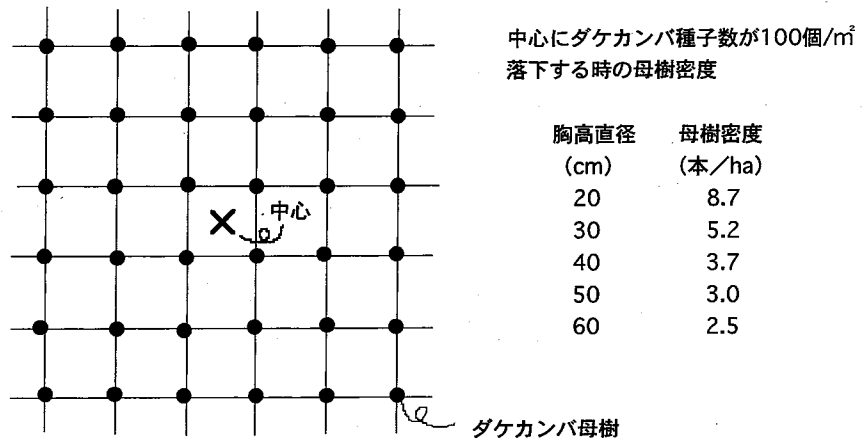 中心にダケカンバ種子数が100個/㎡
落下する時の母樹密度
胸高直径 母樹密度
(cm) (本/ha)
20 8.7
30 5.2
40 3.7
50 3.0
60 2.5
中心
ダケカンバ母樹